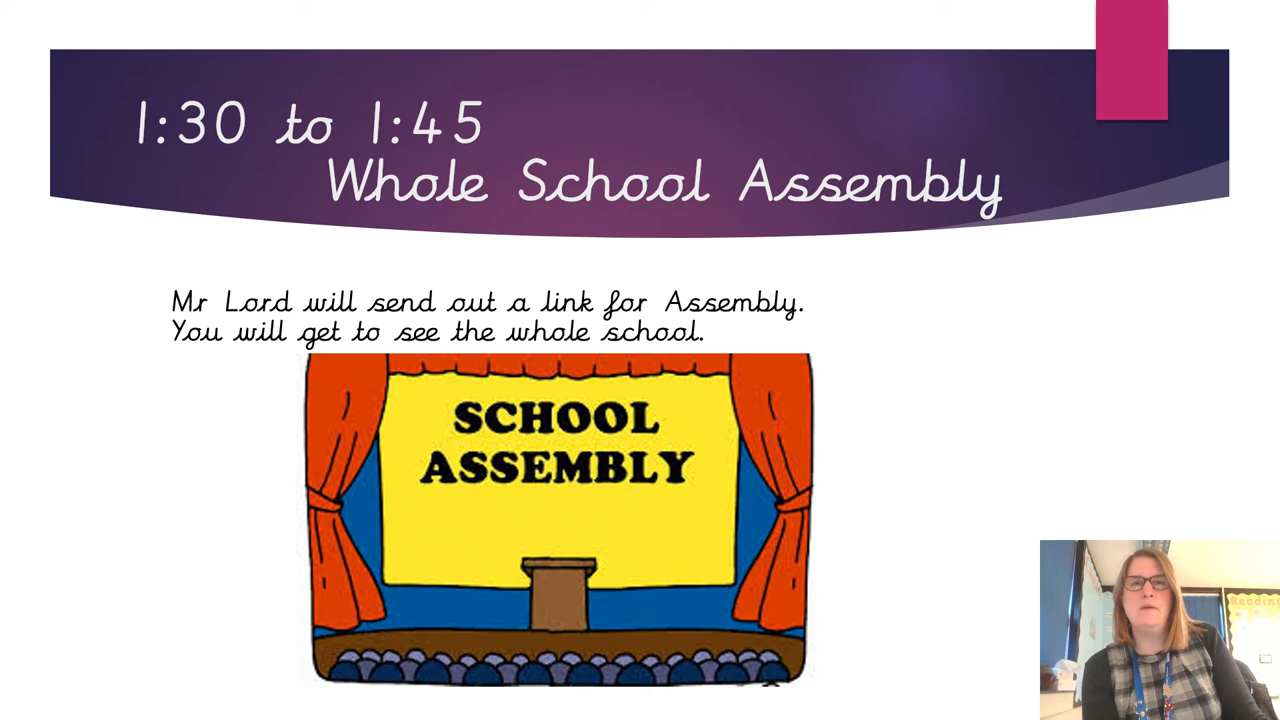 1:30 to 1:45
Whole School Assembly
Mr Lord will send out a link for Assembly.
You will get to see the whole school.
SCHOOL
ASSEMBLY
Reading